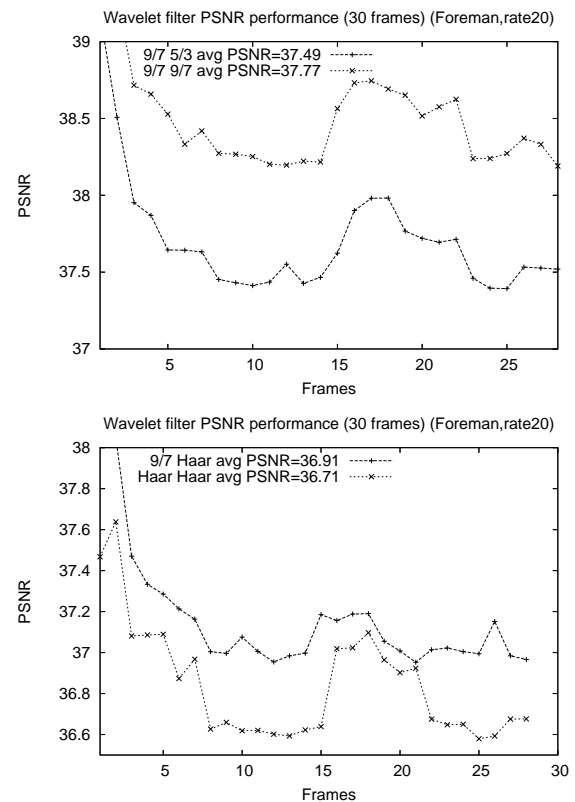 Wavelet filter PSNR performance (30 frames) (Foreman,rate20)
39
38.5
38
37.5
37
PSNR
9/7 5/3 avg PSNR=37.49
9/7 9/7 avg PSNR=37.77
5 10 15 20 25
Frames
Wavelet filter PSNR performance (30 frames) (Foreman,rate20)
38
37.8
37.6
37.4
37.2
37
36.8
36.6
PSNR
9/7 Haar avg PSNR=36.91
Haar Haar avg PSNR=36.71
5 10 15 20 25 30
Frames